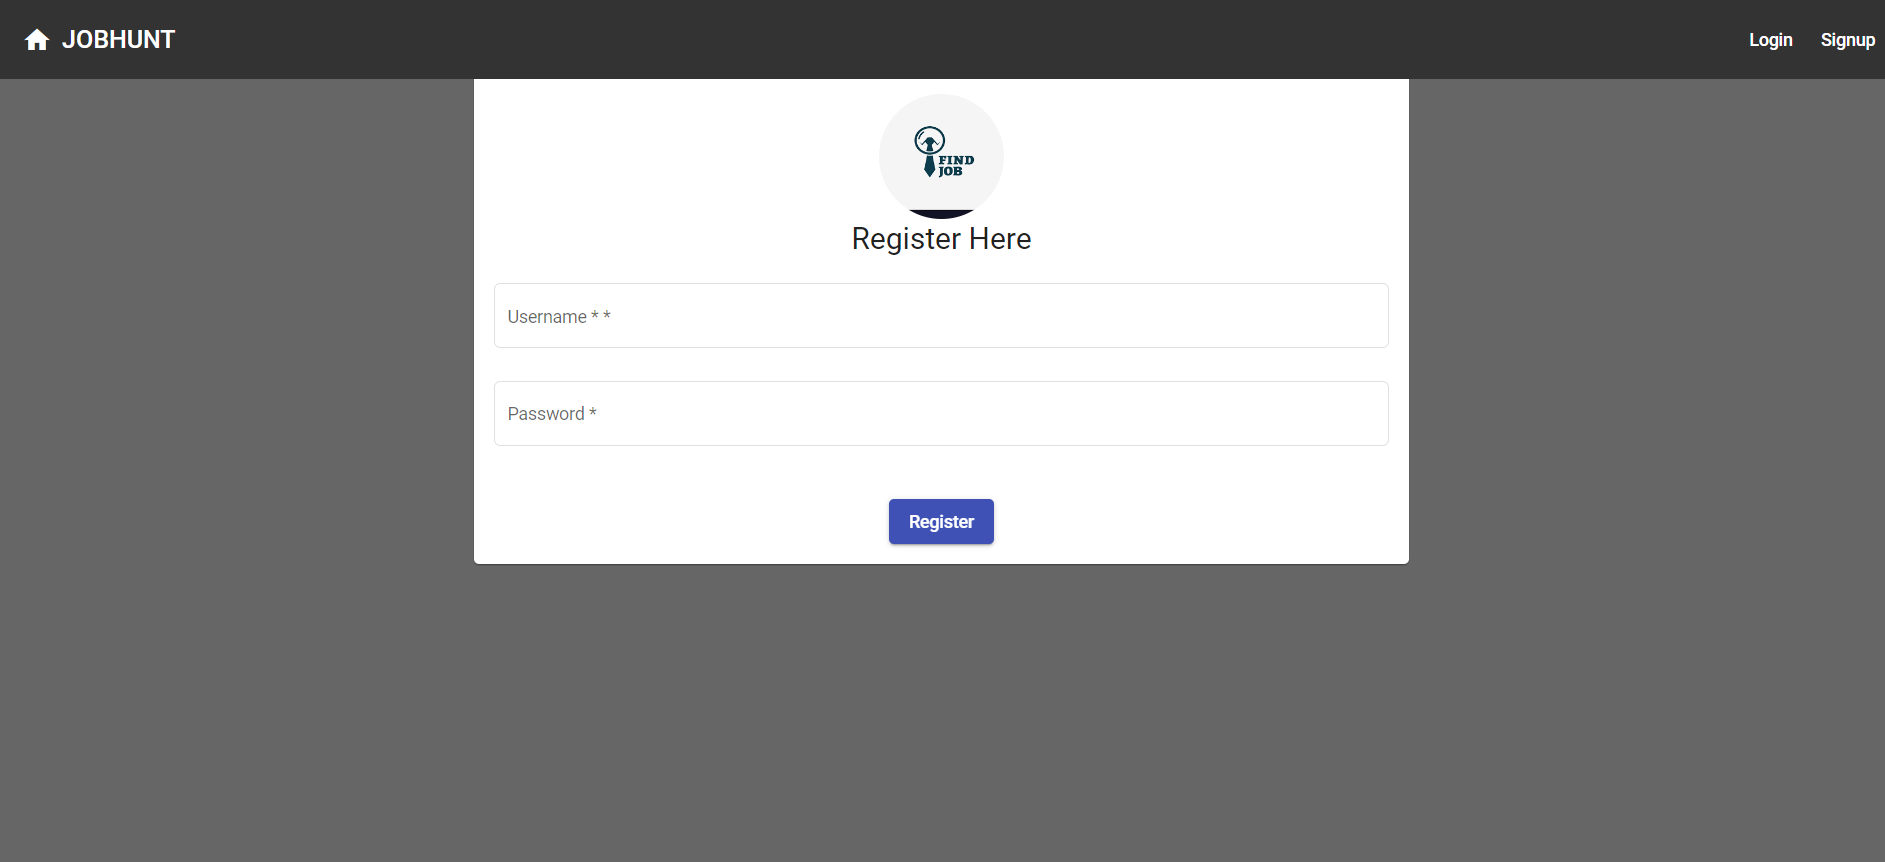 JOBHUNT
Login
Signup
FIND
JOB
Register Here
Username * *
Password *
Register